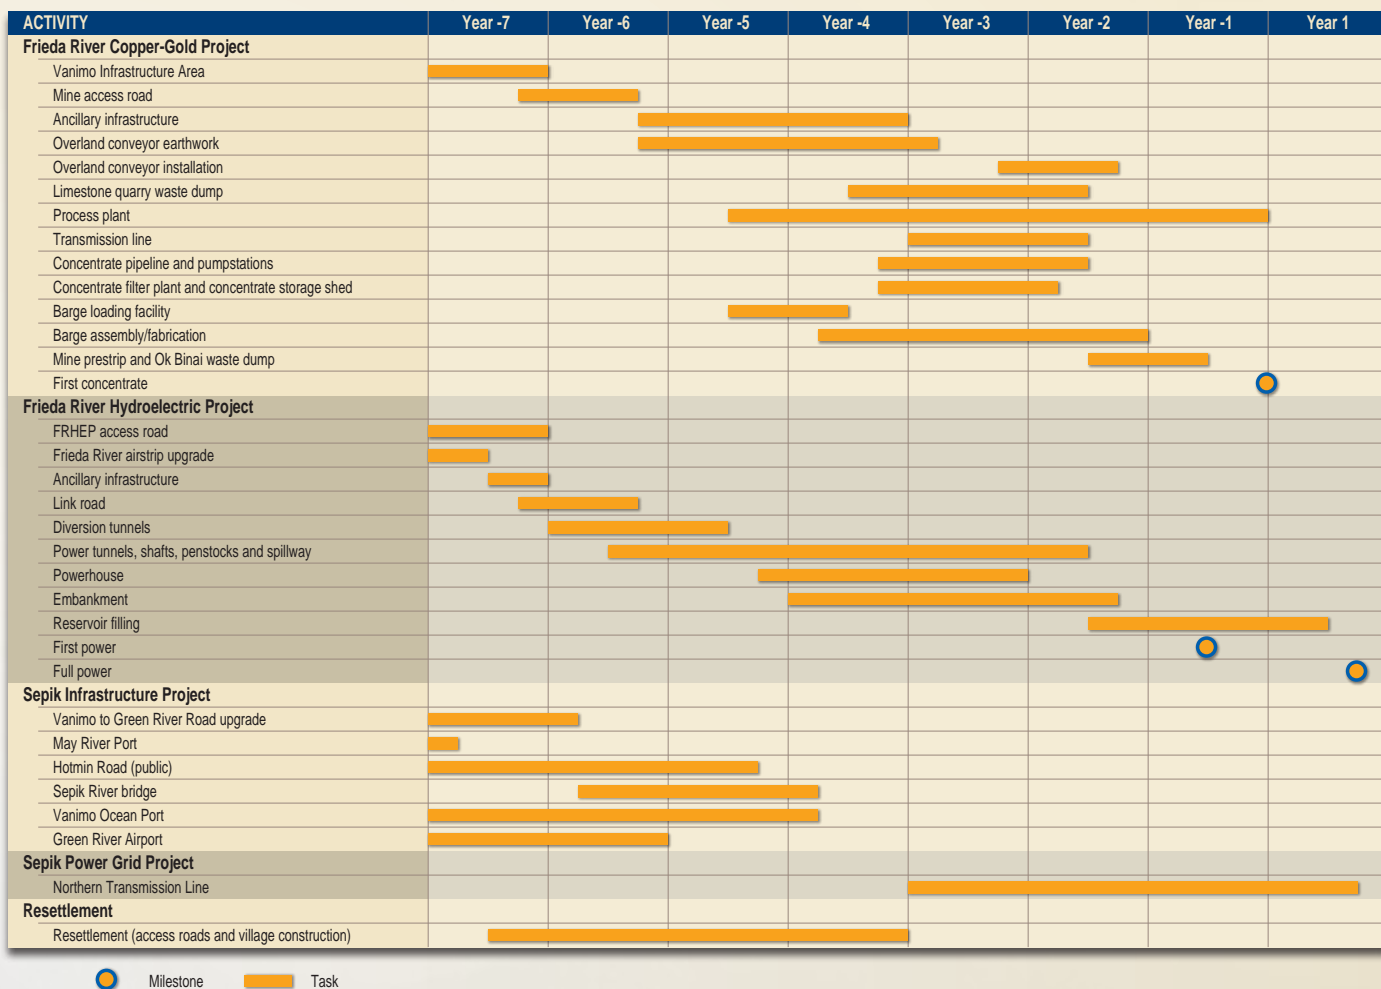 ACTIVITY Year -7 Year -6 Year -5 Year -4 Year -3 Year -2 Year -1 Year 1
Frieda River Copper-Gold Project
Vanimo Infrastructure Area
Mine access road
Ancillary infrastructure
Overland conveyor earthwork
Overland conveyor installation
Limestone quarry waste dump
Process plant
Transmission line
Concentrate pipeline and pumpstations
Concentrate filter plant and concentrate storage shed
Barge loading facility
Barge assembly/fabrication
Mine prestrip and Ok Binai waste dump
First concentrate
Frieda River Hydroelectric Project
FRHEP access road
Frieda River airstrip upgrade
Ancillary infrastructure
Link road
Diversion tunnels
Power tunnels, shafts, penstocks and spillway
Powerhouse
Embankment
Reservoir filling
First power
Full power
Sepik Infrastructure Project
Vanimo to Green River Road upgrade
May River Port
Hotmin Road (public)
Sepik River bridge
Vanimo Ocean Port
Green River Airport
Sepik Power Grid Project
Northern Transmission Line
Resettlement
Resettlement (access roads and village construction)
Milestone Task